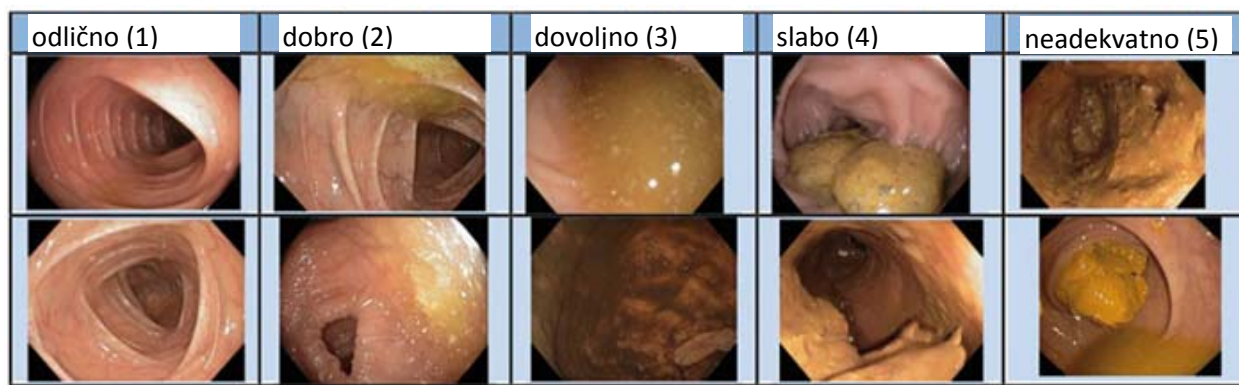 odlično (1)
dobro (2)
dovoljno (3)
slabo (4)
neadekvatno (5)